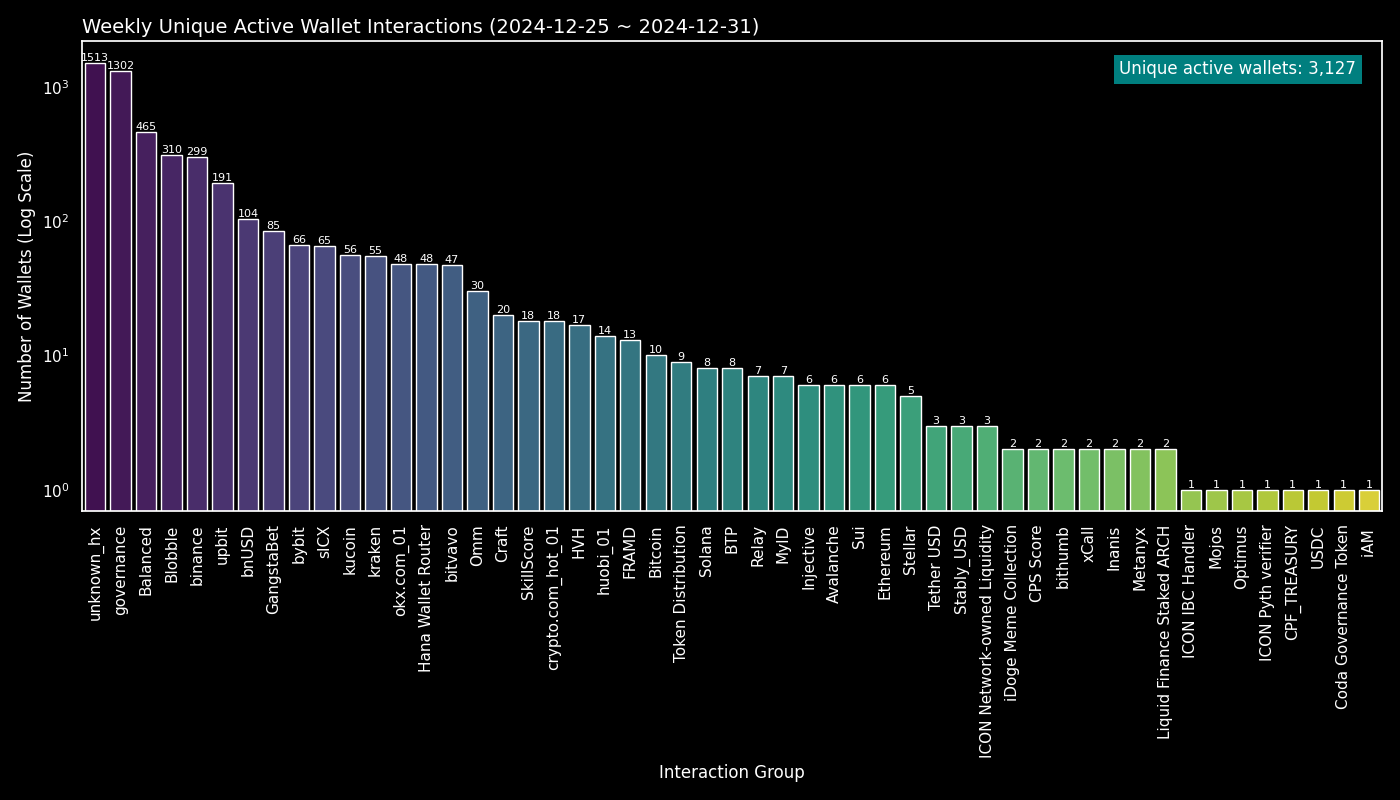 Weekly Unique Active Wallet Interactions (2024-12-25 ~ 2024-12-31)
Unique active wallets: 3,127
Number of Wallets (Log Scale)
10³
10²
10¹
10⁰
1513
1302
465
310
299
191
104
85
66
65
56
55
48
48
47
30
20
18
18
17
14
13
10
9
8
8
7
7
6
6
6
6
5
3
3
3
2
2
2
2
2
2
2
1
1
1
1
1
1
1
1
unknown_hx
governance
Balanced
Blobble
binance
upbit
bnUSD
GangstaBet
bybit
sICX
kucoin
kraken
okx.com_01
Hana Wallet Router
bitvavo
Omm
Craft
SkillScore
crypto.com_hot_01
HVH
huobi_01
FRAMD
Bitcoin
Token Distribution
Solana
BTP
Relay
MyID
Injective
Avalanche
Sui
Ethereum
Stellar
Tether USD
Stably_USD
ICON Network-owned Liquidity
iDoge Meme Collection
CPS Score
bithumb
xCall
Inanis
Metanyx
Liquid Finance Staked ARCH
ICON IBC Handler
Mojos
Optimus
ICON Pyth verifier
CPF_TREASURY
USDC
Coda Governance Token
iAM
Interaction Group